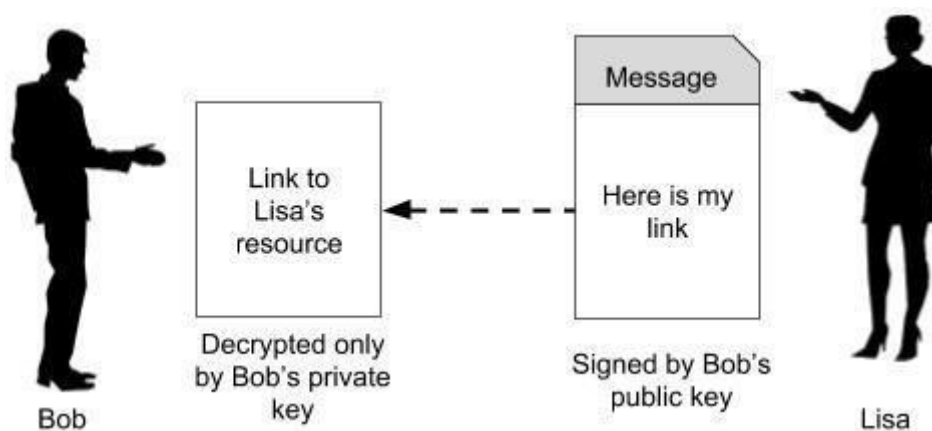 Message
Here is my
link
Link to
Lisa's
resource
Decrypted only
by Bob's private
key
Signed by Bob's
public key
Bob
Lisa